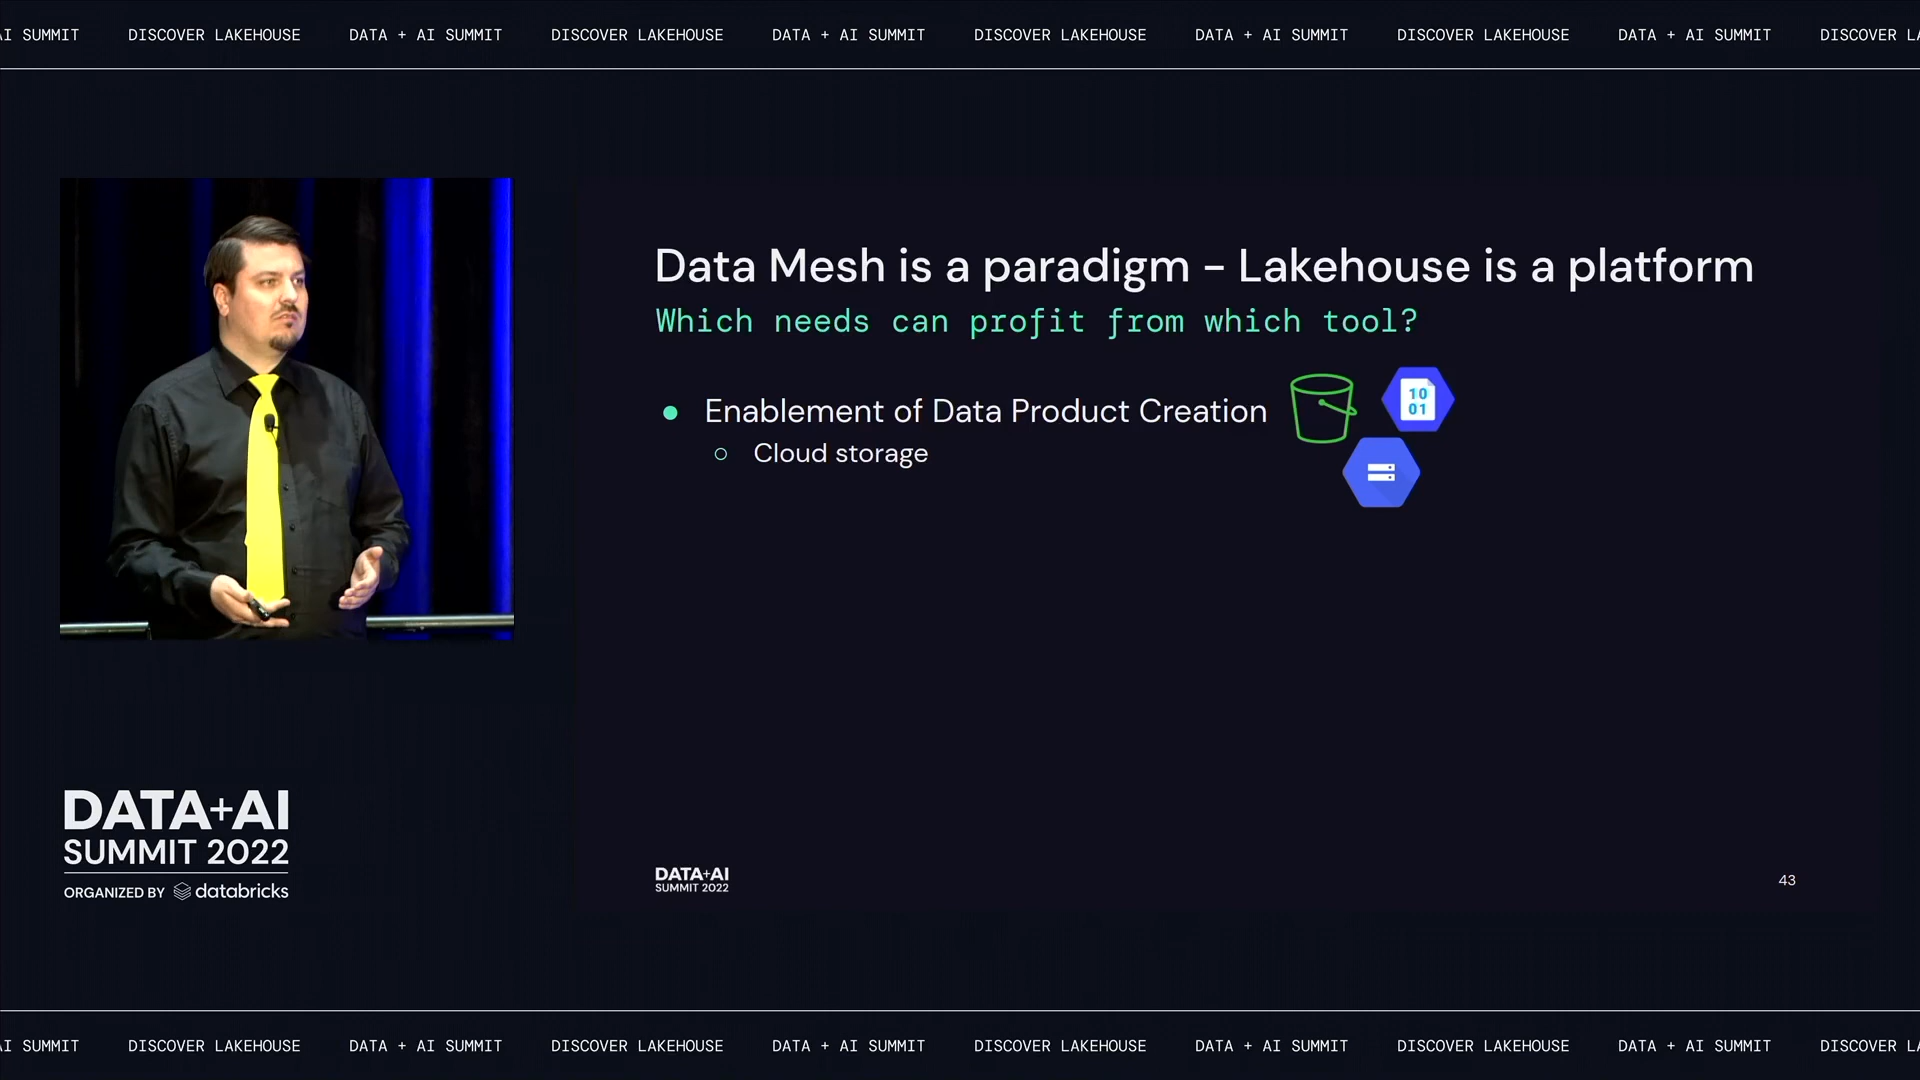 AI SUMMIT DISCOVER LAKEHOUSE DATA + AI SUMMIT DISCOVER LAKEHOUSE DATA + AI SUMMIT DISCOVER LAKEHOUSE DATA + AI SUMMIT DISCOVER LAKEHOUSE DATA + AI SUMMIT DISCOVER LA
Data Mesh is a paradigm – Lakehouse is a platform
Which needs can profit from which tool?
Enablement of Data Product Creation
10
01
Cloud storage
DATA+AI
SUMMIT 2022
ORGANIZED BY databricks
DATA+AI
SUMMIT 2022
43
AI SUMMIT DISCOVER LAKEHOUSE DATA + AI SUMMIT DISCOVER LAKEHOUSE DATA + AI SUMMIT DISCOVER LAKEHOUSE DATA + AI SUMMIT DISCOVER LAKEHOUSE DATA + AI SUMMIT DISCOVER LA